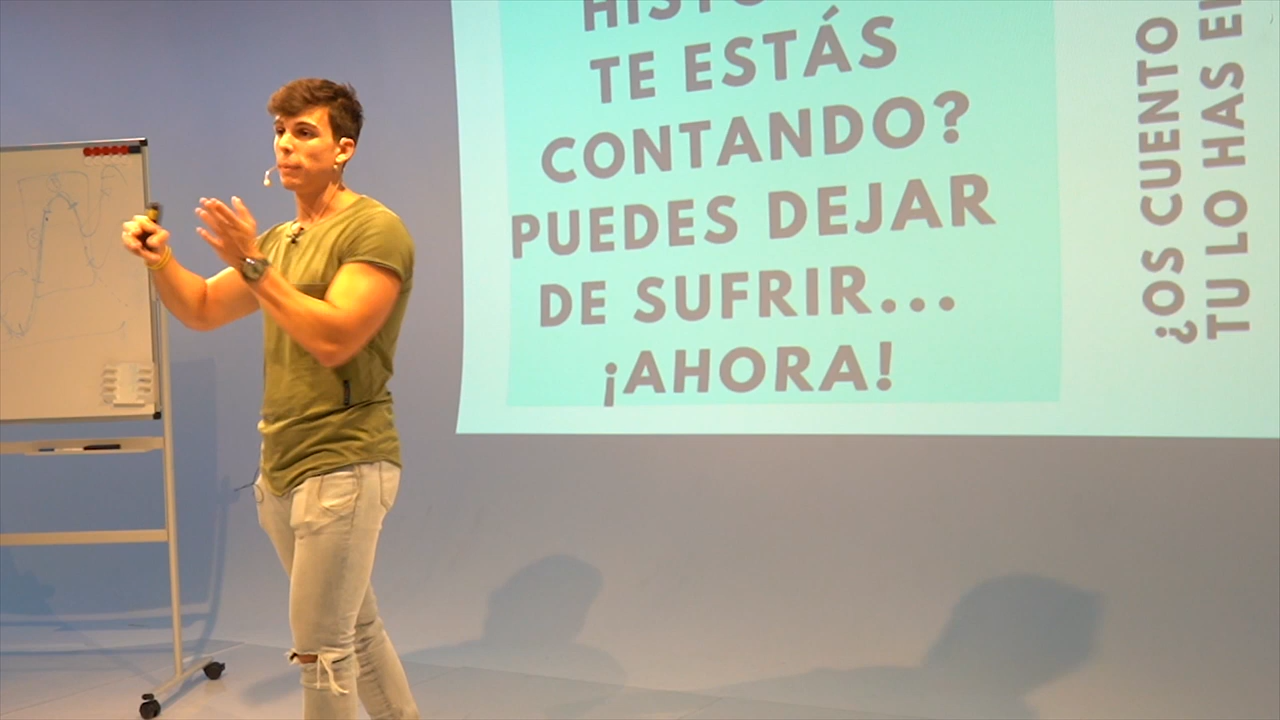 TE ESTÁS
CONTANDO?
PUEDES DEJAR
DE SUFRIR...
¡AHORA!
¿OS CUENTO
TU LO HAS